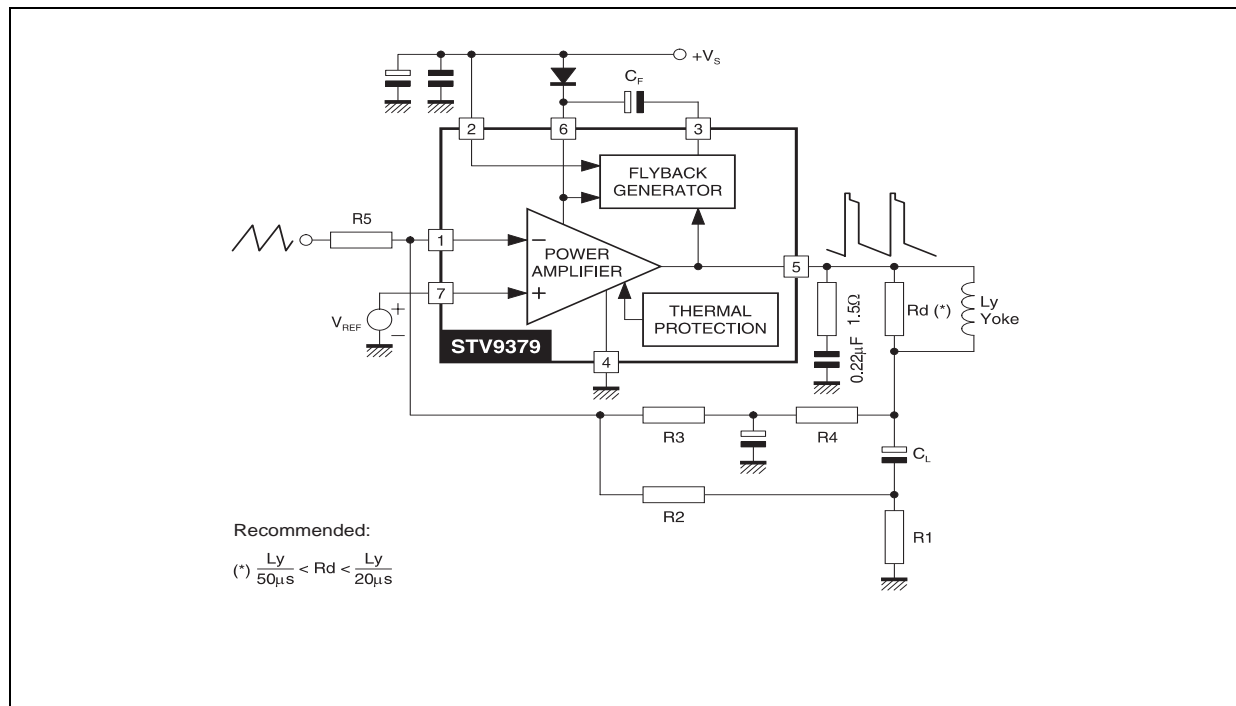 +VS
CF
2
6
3
FLYBACK
GENERATOR
R5
1
−
POWER
AMPLIFIER
5
7
+
VREF
+
−
THERMAL
PROTECTION
STV9379
4
1.5Ω
0.22µF
Rd (*)
Ly
Yoke
R3
R4
CL
R2
R1
Recommended:
(*) Ly/50µs < Rd < Ly/20µs